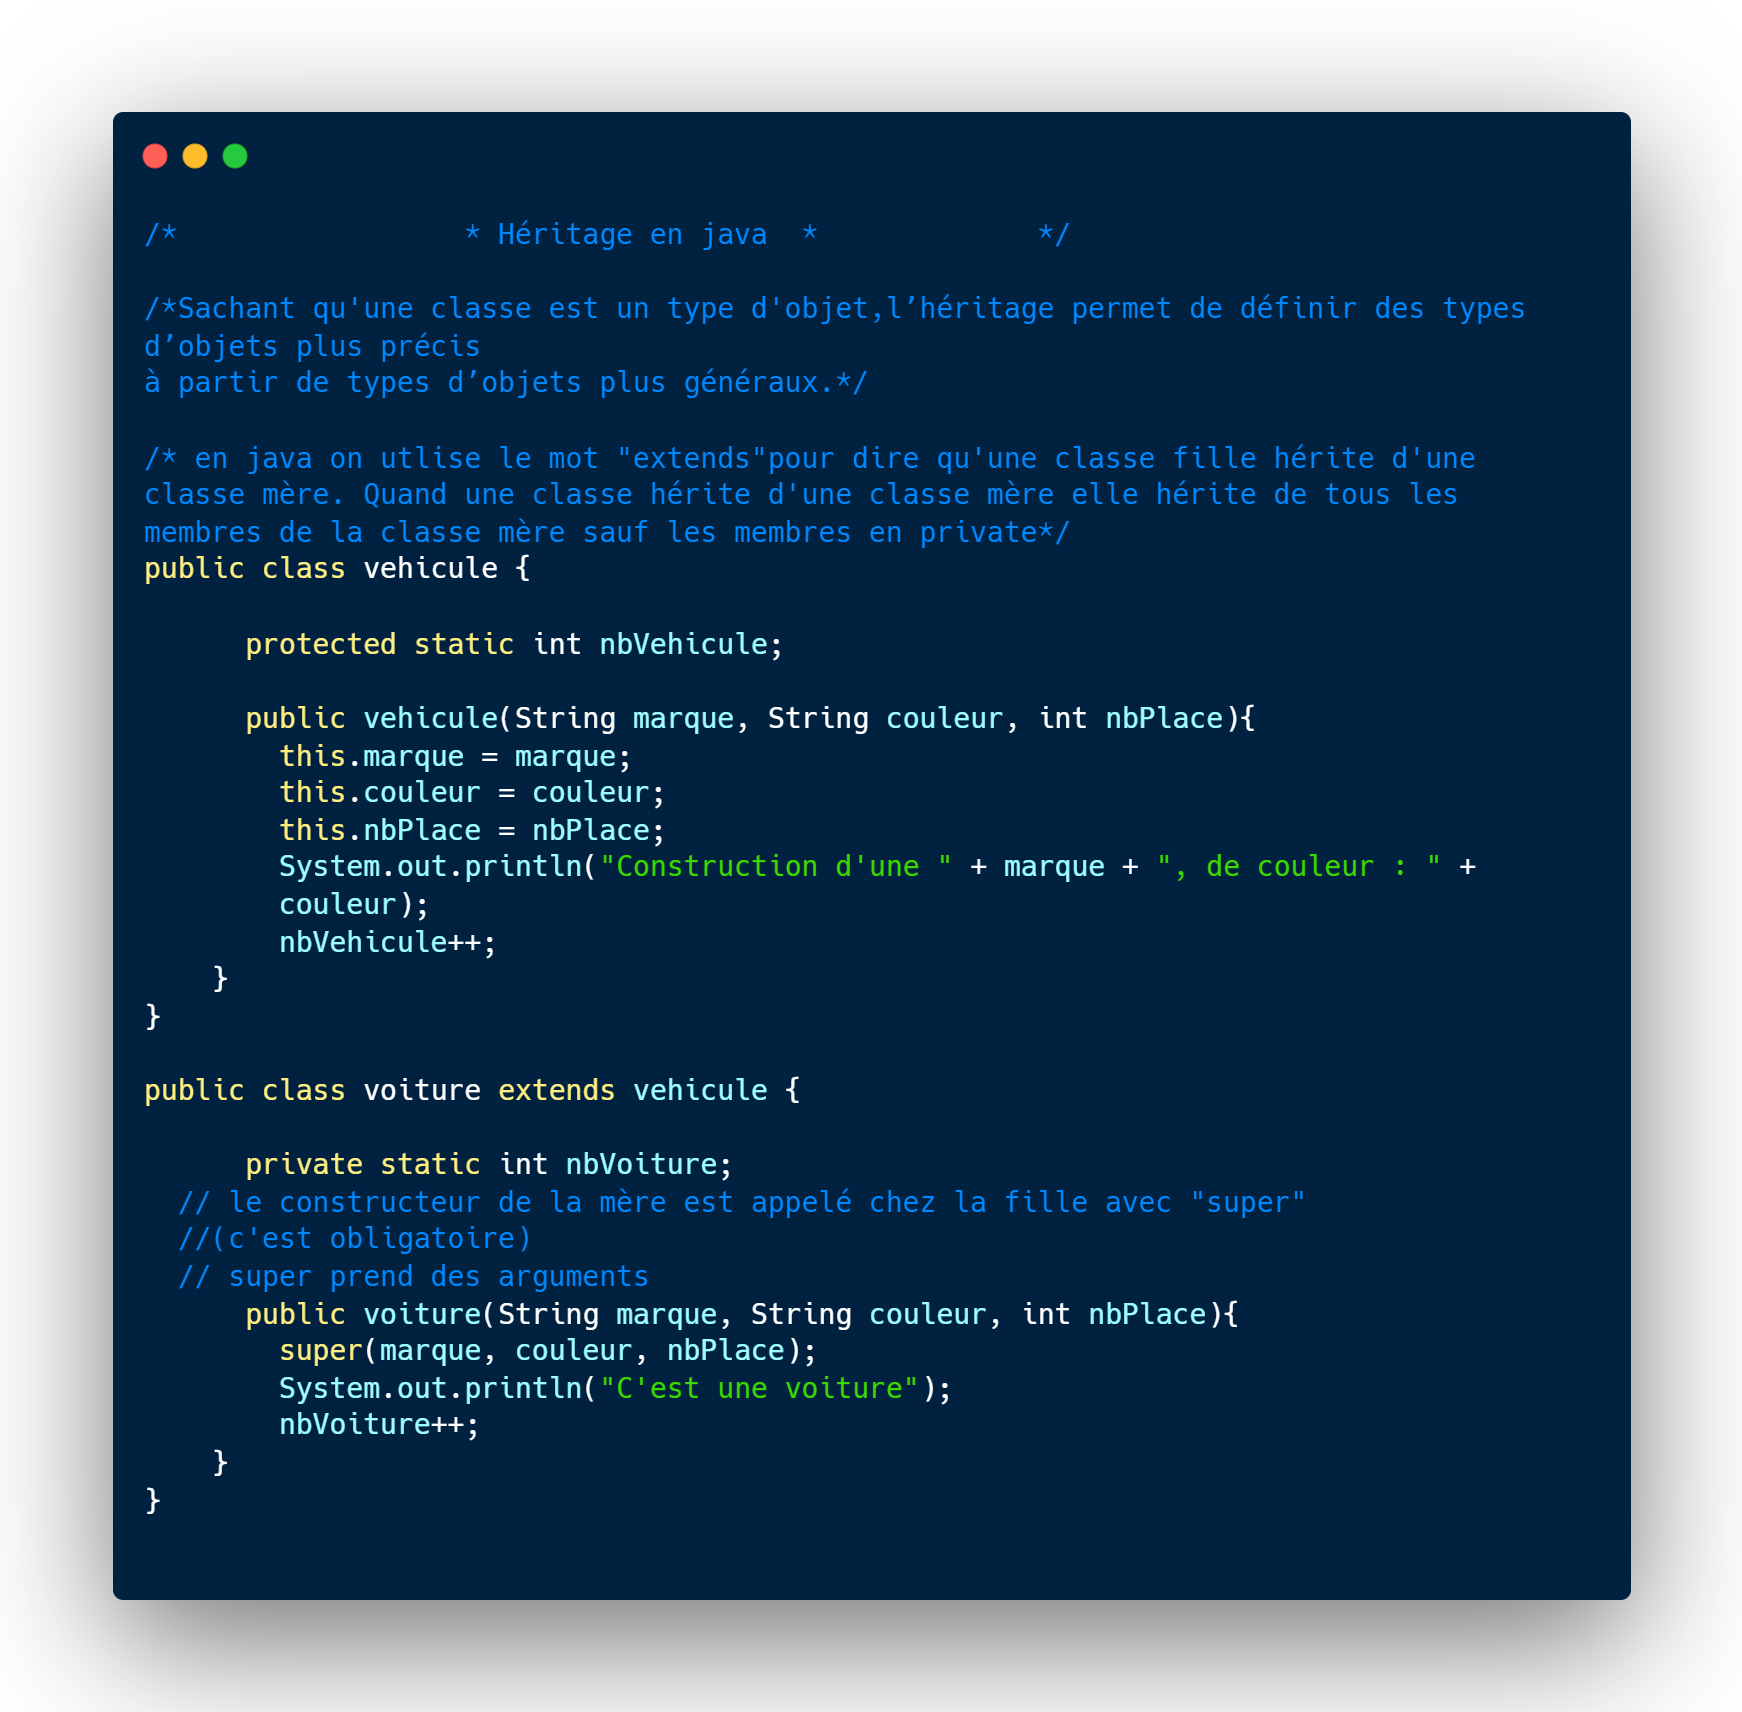 /*                 * Héritage en java  *             */
/*Sachant qu'une classe est un type d'objet,l’héritage permet de définir des types
d’objets plus précis
à partir de types d’objets plus généraux.*/
/* en java on utlise le mot "extends"pour dire qu'une classe fille hérite d'une
classe mère. Quand une classe hérite d'une classe mère elle hérite de tous les
membres de la classe mère sauf les membres en private*/
public class vehicule {
      protected static int nbVehicule;
      public vehicule(String marque, String couleur, int nbPlace){
        this.marque = marque;
        this.couleur = couleur;
        this.nbPlace = nbPlace;
        System.out.println("Construction d'une " + marque + ", de couleur : " +
        couleur);
        nbVehicule++;
    }
}
public class voiture extends vehicule {
      private static int nbVoiture;
  // le constructeur de la mère est appelé chez la fille avec "super"
  //(c'est obligatoire)
  // super prend des arguments
      public voiture(String marque, String couleur, int nbPlace){
        super(marque, couleur, nbPlace);
        System.out.println("C'est une voiture");
        nbVoiture++;
    }
}